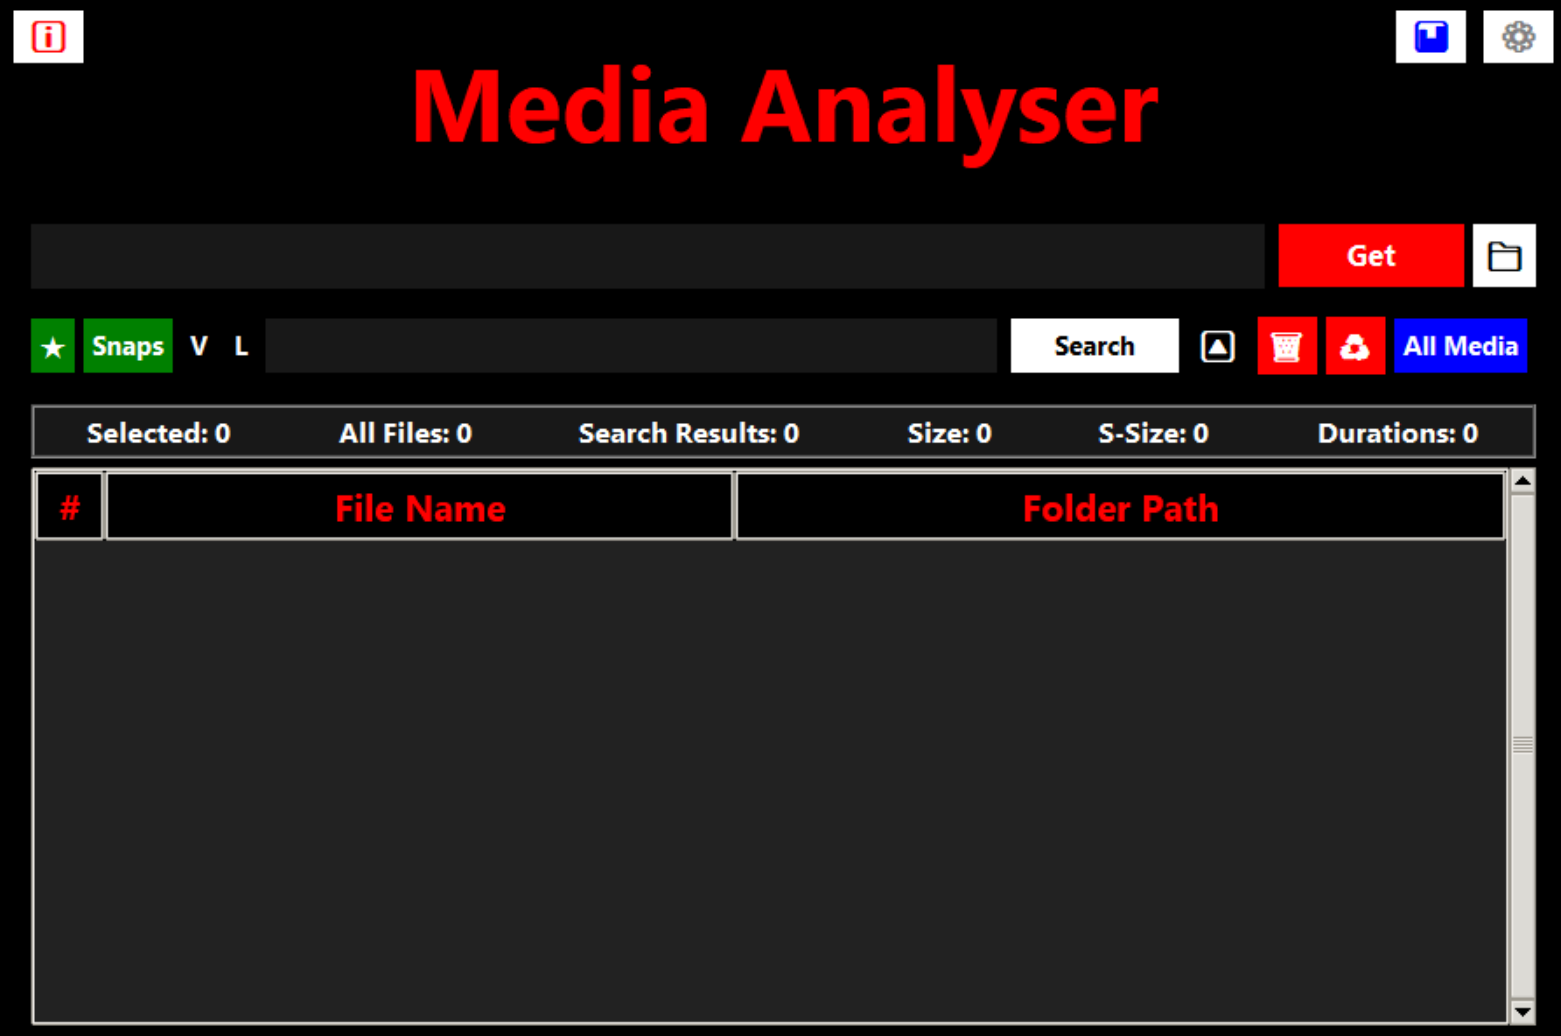 Media Analyser
Get
★ Snaps V L Search All Media
Selected: 0 All Files: 0 Search Results: 0 Size: 0 S-Size: 0 Durations: 0
# File Name Folder Path